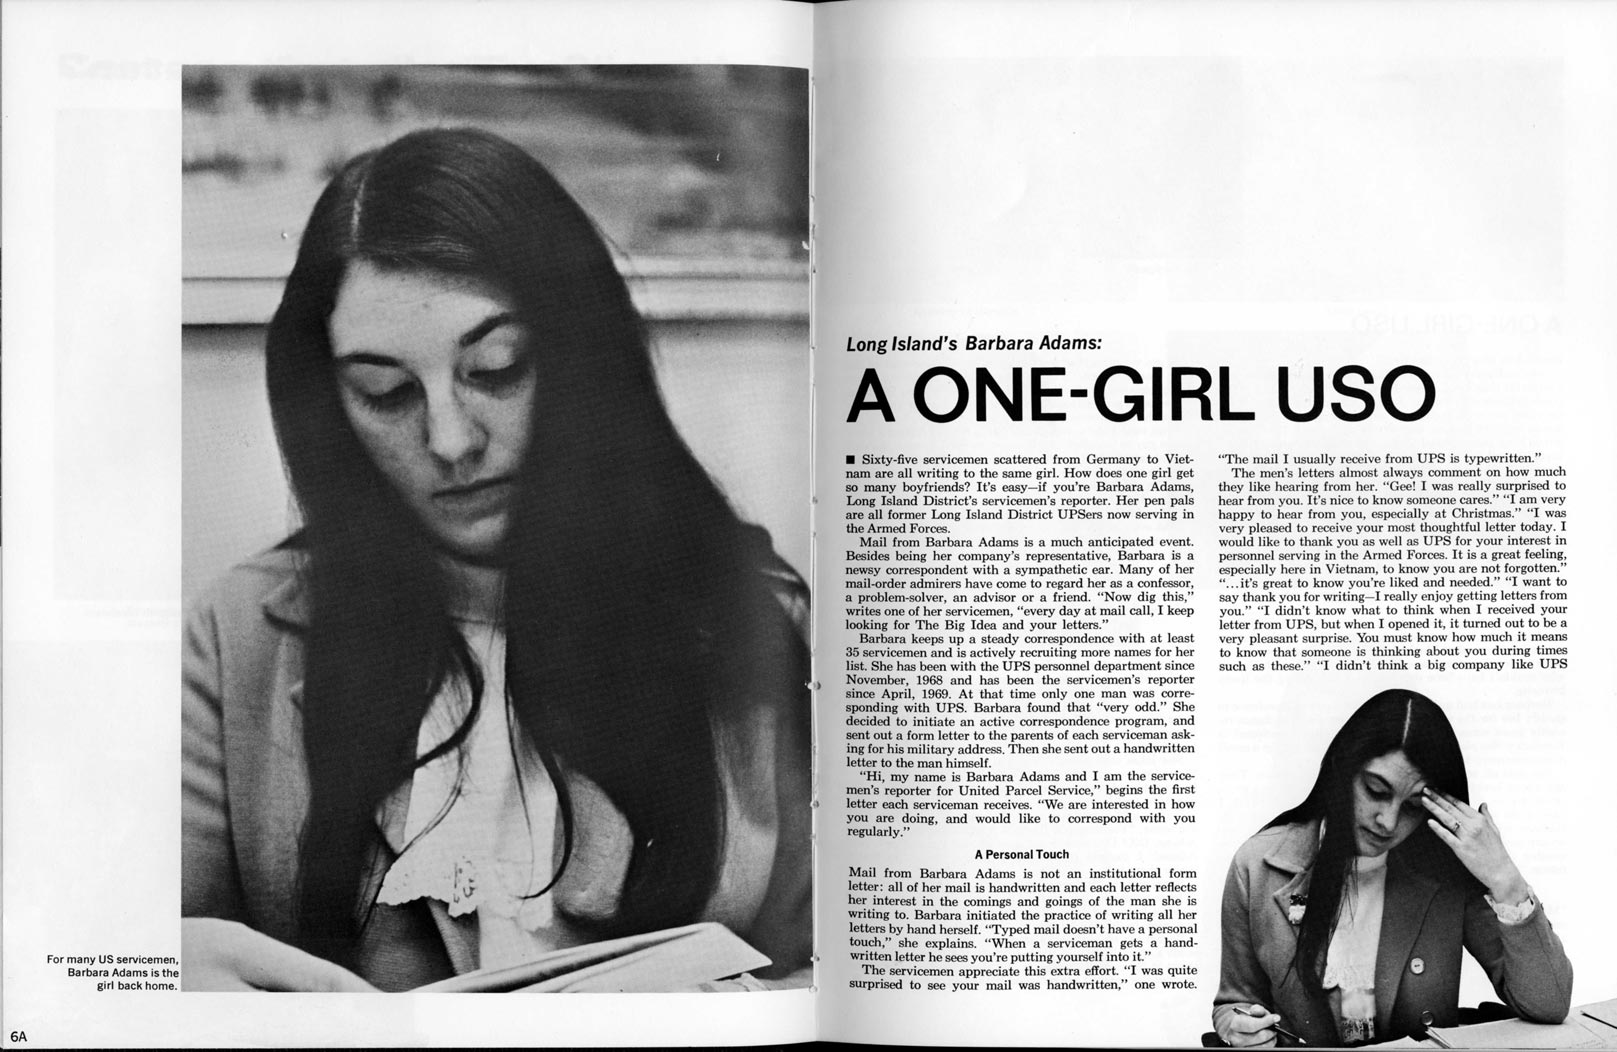 For many US servicemen,
Barbara Adams is the
girl back home.
6A
Long Island's Barbara Adams:
A ONE-GIRL USO
■ Sixty-five servicemen scattered from Germany to Viet-
nam are all writing to the same girl. How does one girl get
so many boyfriends? It's easy—if you're Barbara Adams,
Long Island District's servicemen's reporter. Her pen pals
are all former Long Island District UPSers now serving in
the Armed Forces.
Mail from Barbara Adams is a much anticipated event.
Besides being her company's representative, Barbara is a
newsy correspondent with a sympathetic ear. Many of her
mail-order admirers have come to regard her as a confessor,
a problem-solver, an advisor or a friend. “Now dig this,”
writes one of her servicemen, “every day at mail call, I keep
looking for The Big Idea and your letters.”
Barbara keeps up a steady correspondence with at least
35 servicemen and is actively recruiting more names for her
list. She has been with the UPS personnel department since
November, 1968 and has been the servicemen's reporter
since April, 1969. At that time only one man was corre-
sponding with UPS. Barbara found that “very odd.” She
decided to initiate an active correspondence program, and
sent out a form letter to the parents of each serviceman ask-
ing for his military address. Then she sent out a handwritten
letter to the man himself.
“Hi, my name is Barbara Adams and I am the service-
men's reporter for United Parcel Service,” begins the first
letter each serviceman receives. “We are interested in how
you are doing, and would like to correspond with you
regularly.”
A Personal Touch
Mail from Barbara Adams is not an institutional form
letter: all of her mail is handwritten and each letter reflects
her interest in the comings and goings of the man she is
writing to. Barbara initiated the practice of writing all her
letters by hand herself. “Typed mail doesn't have a personal
touch,” she explains. “When a serviceman gets a hand-
written letter he sees you're putting yourself into it.”
The servicemen appreciate this extra effort. “I was quite
surprised to see your mail was handwritten,” one wrote.
“The mail I usually receive from UPS is typewritten.”
The men's letters almost always comment on how much
they like hearing from her. “Gee! I was really surprised to
hear from you. It's nice to know someone cares.” “I am very
happy to hear from you, especially at Christmas.” “I was
very pleased to receive your most thoughtful letter today. I
would like to thank you as well as UPS for your interest in
personnel serving in the Armed Forces. It is a great feeling,
especially here in Vietnam, to know you are not forgotten.”
“...it's great to know you're liked and needed.” “I want to
say thank you for writing—I really enjoy getting letters from
you.” “I didn't know what to think when I received your
letter from UPS, but when I opened it, it turned out to be a
very pleasant surprise. You must know how much it means
to know that someone is thinking about you during times
such as these.” “I didn't think a big company like UPS